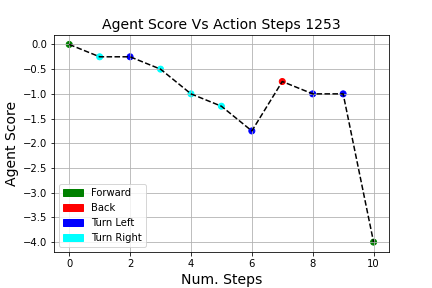 Agent Score Vs Action Steps 1253
0.0
−0.5
−1.0
−1.5
−2.0
−2.5
−3.0
−3.5
−4.0
Agent Score
Forward
Back
Turn Left
Turn Right
0 2 4 6 8 10
Num. Steps